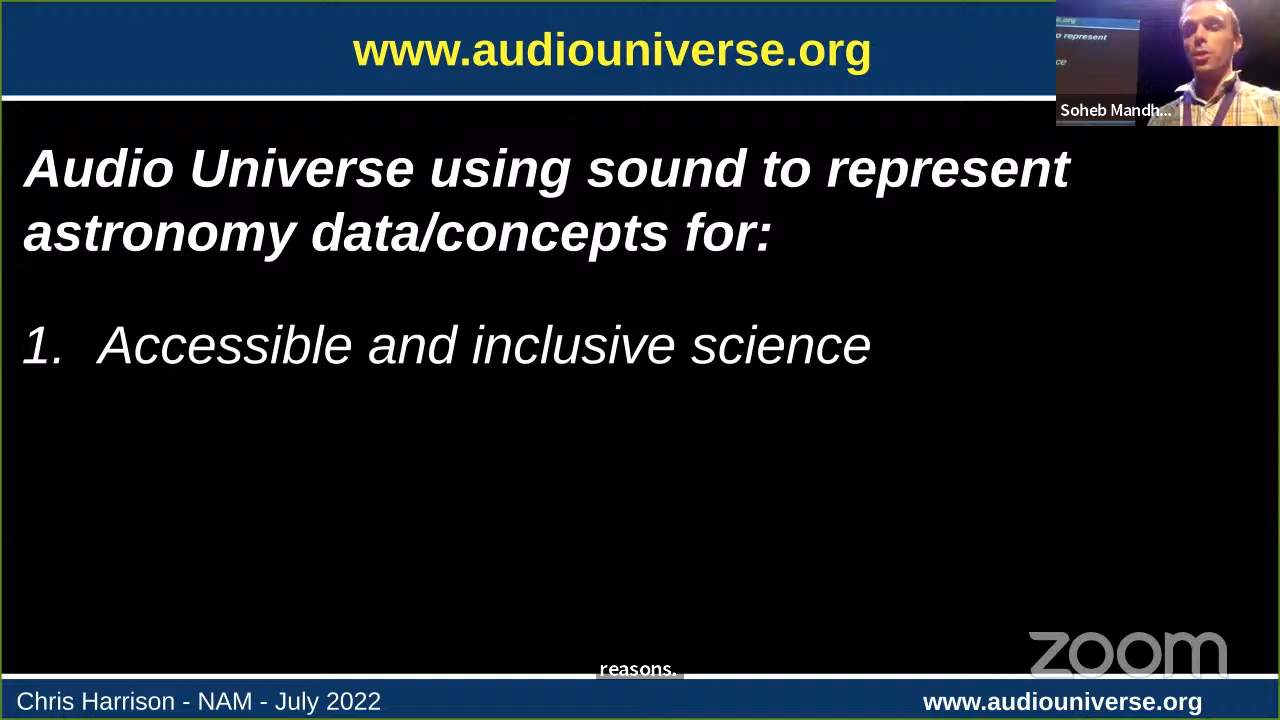 www.audiouniverse.org
o represent
Soheb Mandh...
Audio Universe using sound to represent
astronomy data/concepts for:
1. Accessible and inclusive science
zoom
reasons.
Chris Harrison - NAM - July 2022
www.audiouniverse.org